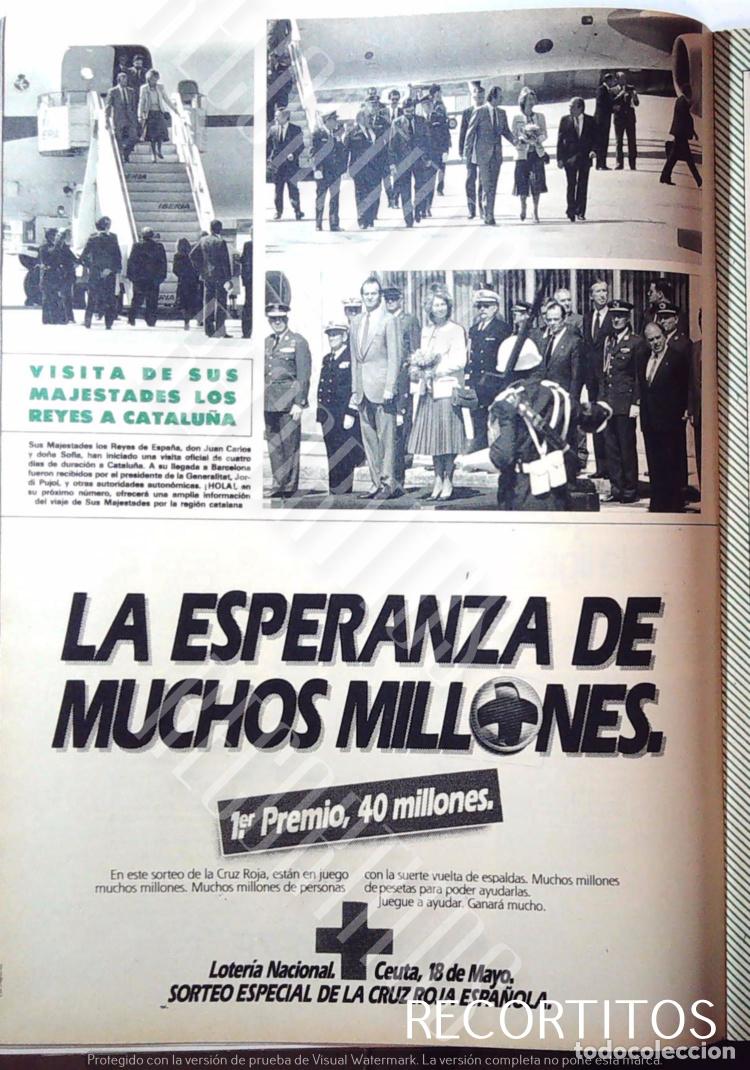 IBERIA
VISITA DE SUS
MAJESTADES LOS
REYES A CATALUÑA
Sus Majestades los Reyes de España, don Juan Carlos
y doña Sofía, han iniciado una visita oficial de cuatro
días de duración a Cataluña. A su llegada a Barcelona
fueron recibidos por el presidente de la Generalitat, Jor-
di Pujol, y otras autoridades autonómicas. ¡HOLA!, en
su próximo número, ofrecerá una amplia información
del viaje de Sus Majestades por la región catalana
LA ESPERANZA DE
MUCHOS MILLONES.
1.er Premio, 40 millones.
En este sorteo de la Cruz Roja, están en juego
muchos millones. Muchos millones de personas
con la suerte vuelta de espaldas. Muchos millones
de pesetas para poder ayudarlas.
Juegue a ayudar. Ganará mucho.
Lotería Nacional. Ceuta, 18 de Mayo.
SORTEO ESPECIAL DE LA CRUZ ROJA ESPAÑOLA.
RECORTITOS
todocoleccion
Protegido con la versión de prueba de Visual Watermark. La versión completa no pone esta marca.